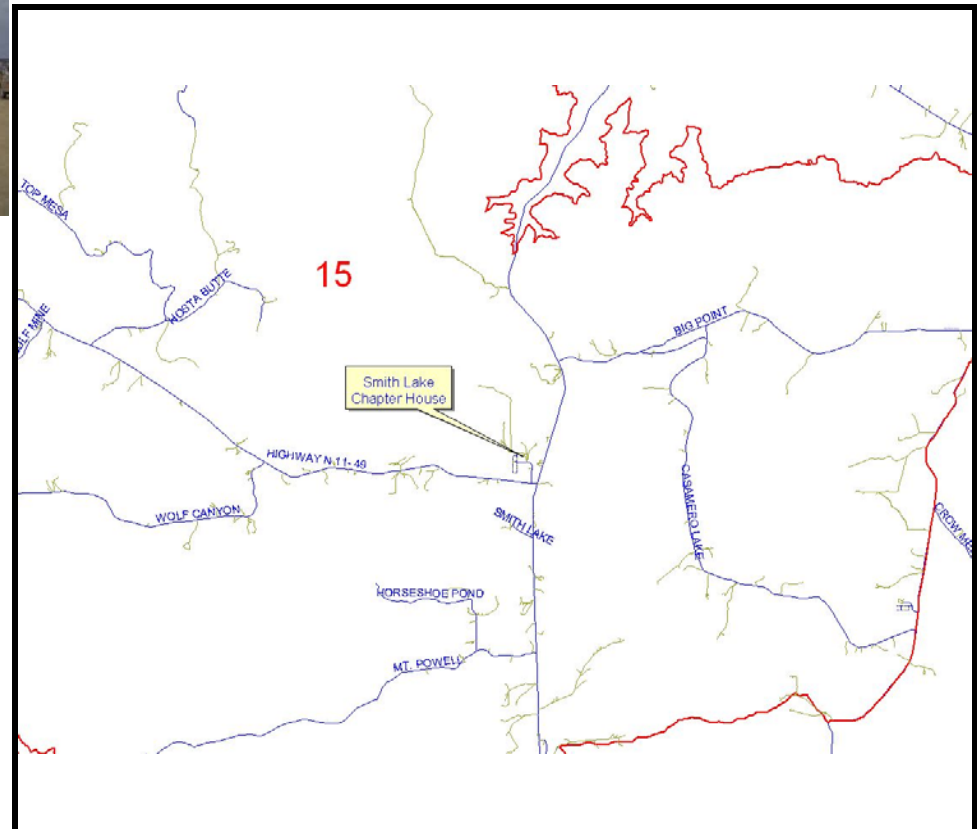 TOP MESA
HOSTA BUTTE
15
BIG POINT
Smith Lake
Chapter House
HIGHWAY N 11-49
WOLF CANYON
SMITH LAKE
CASAMERO LAKE
HORSESHOE POND
MT. POWELL